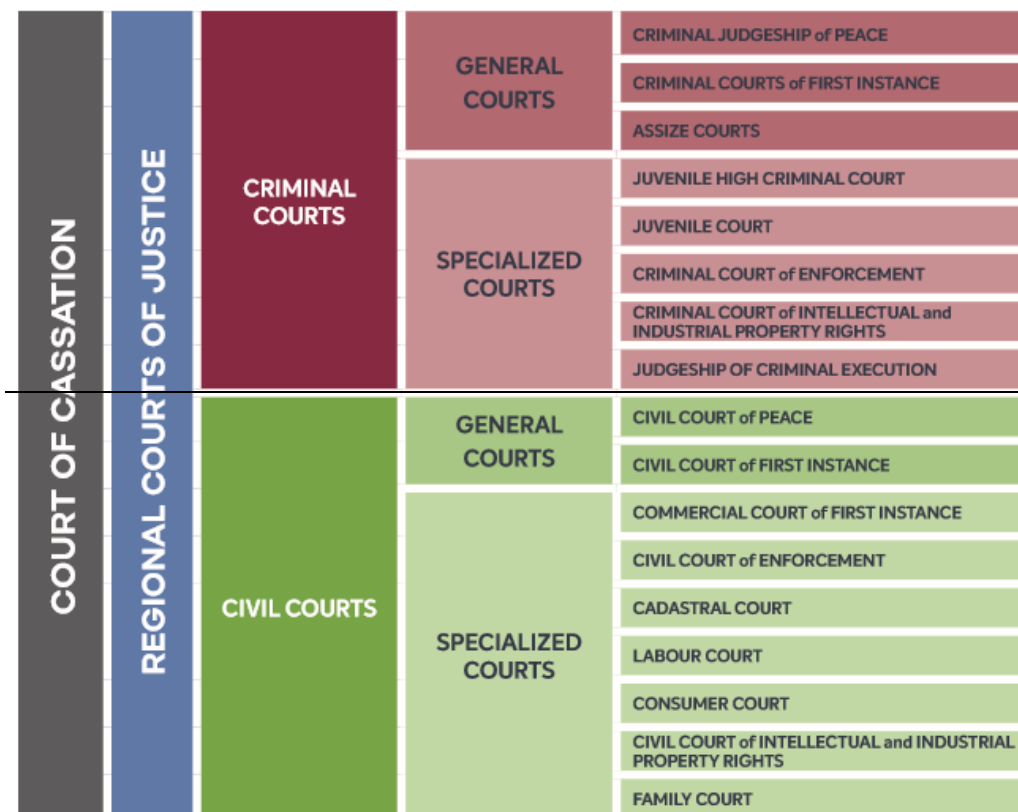 COURT OF CASSATION
REGIONAL COURTS OF JUSTICE
CRIMINAL
COURTS
GENERAL
COURTS
CRIMINAL JUDGESHIP of PEACE
CRIMINAL COURTS of FIRST INSTANCE
ASSIZE COURTS
SPECIALIZED
COURTS
JUVENILE HIGH CRIMINAL COURT
JUVENILE COURT
CRIMINAL COURT of ENFORCEMENT
CRIMINAL COURT of INTELLECTUAL and
INDUSTRIAL PROPERTY RIGHTS
JUDGESHIP OF CRIMINAL EXECUTION
CIVIL COURTS
GENERAL
COURTS
CIVIL COURT of PEACE
CIVIL COURT of FIRST INSTANCE
SPECIALIZED
COURTS
COMMERCIAL COURT of FIRST INSTANCE
CIVIL COURT of ENFORCEMENT
CADASTRAL COURT
LABOUR COURT
CONSUMER COURT
CIVIL COURT of INTELLECTUAL and INDUSTRIAL
PROPERTY RIGHTS
FAMILY COURT